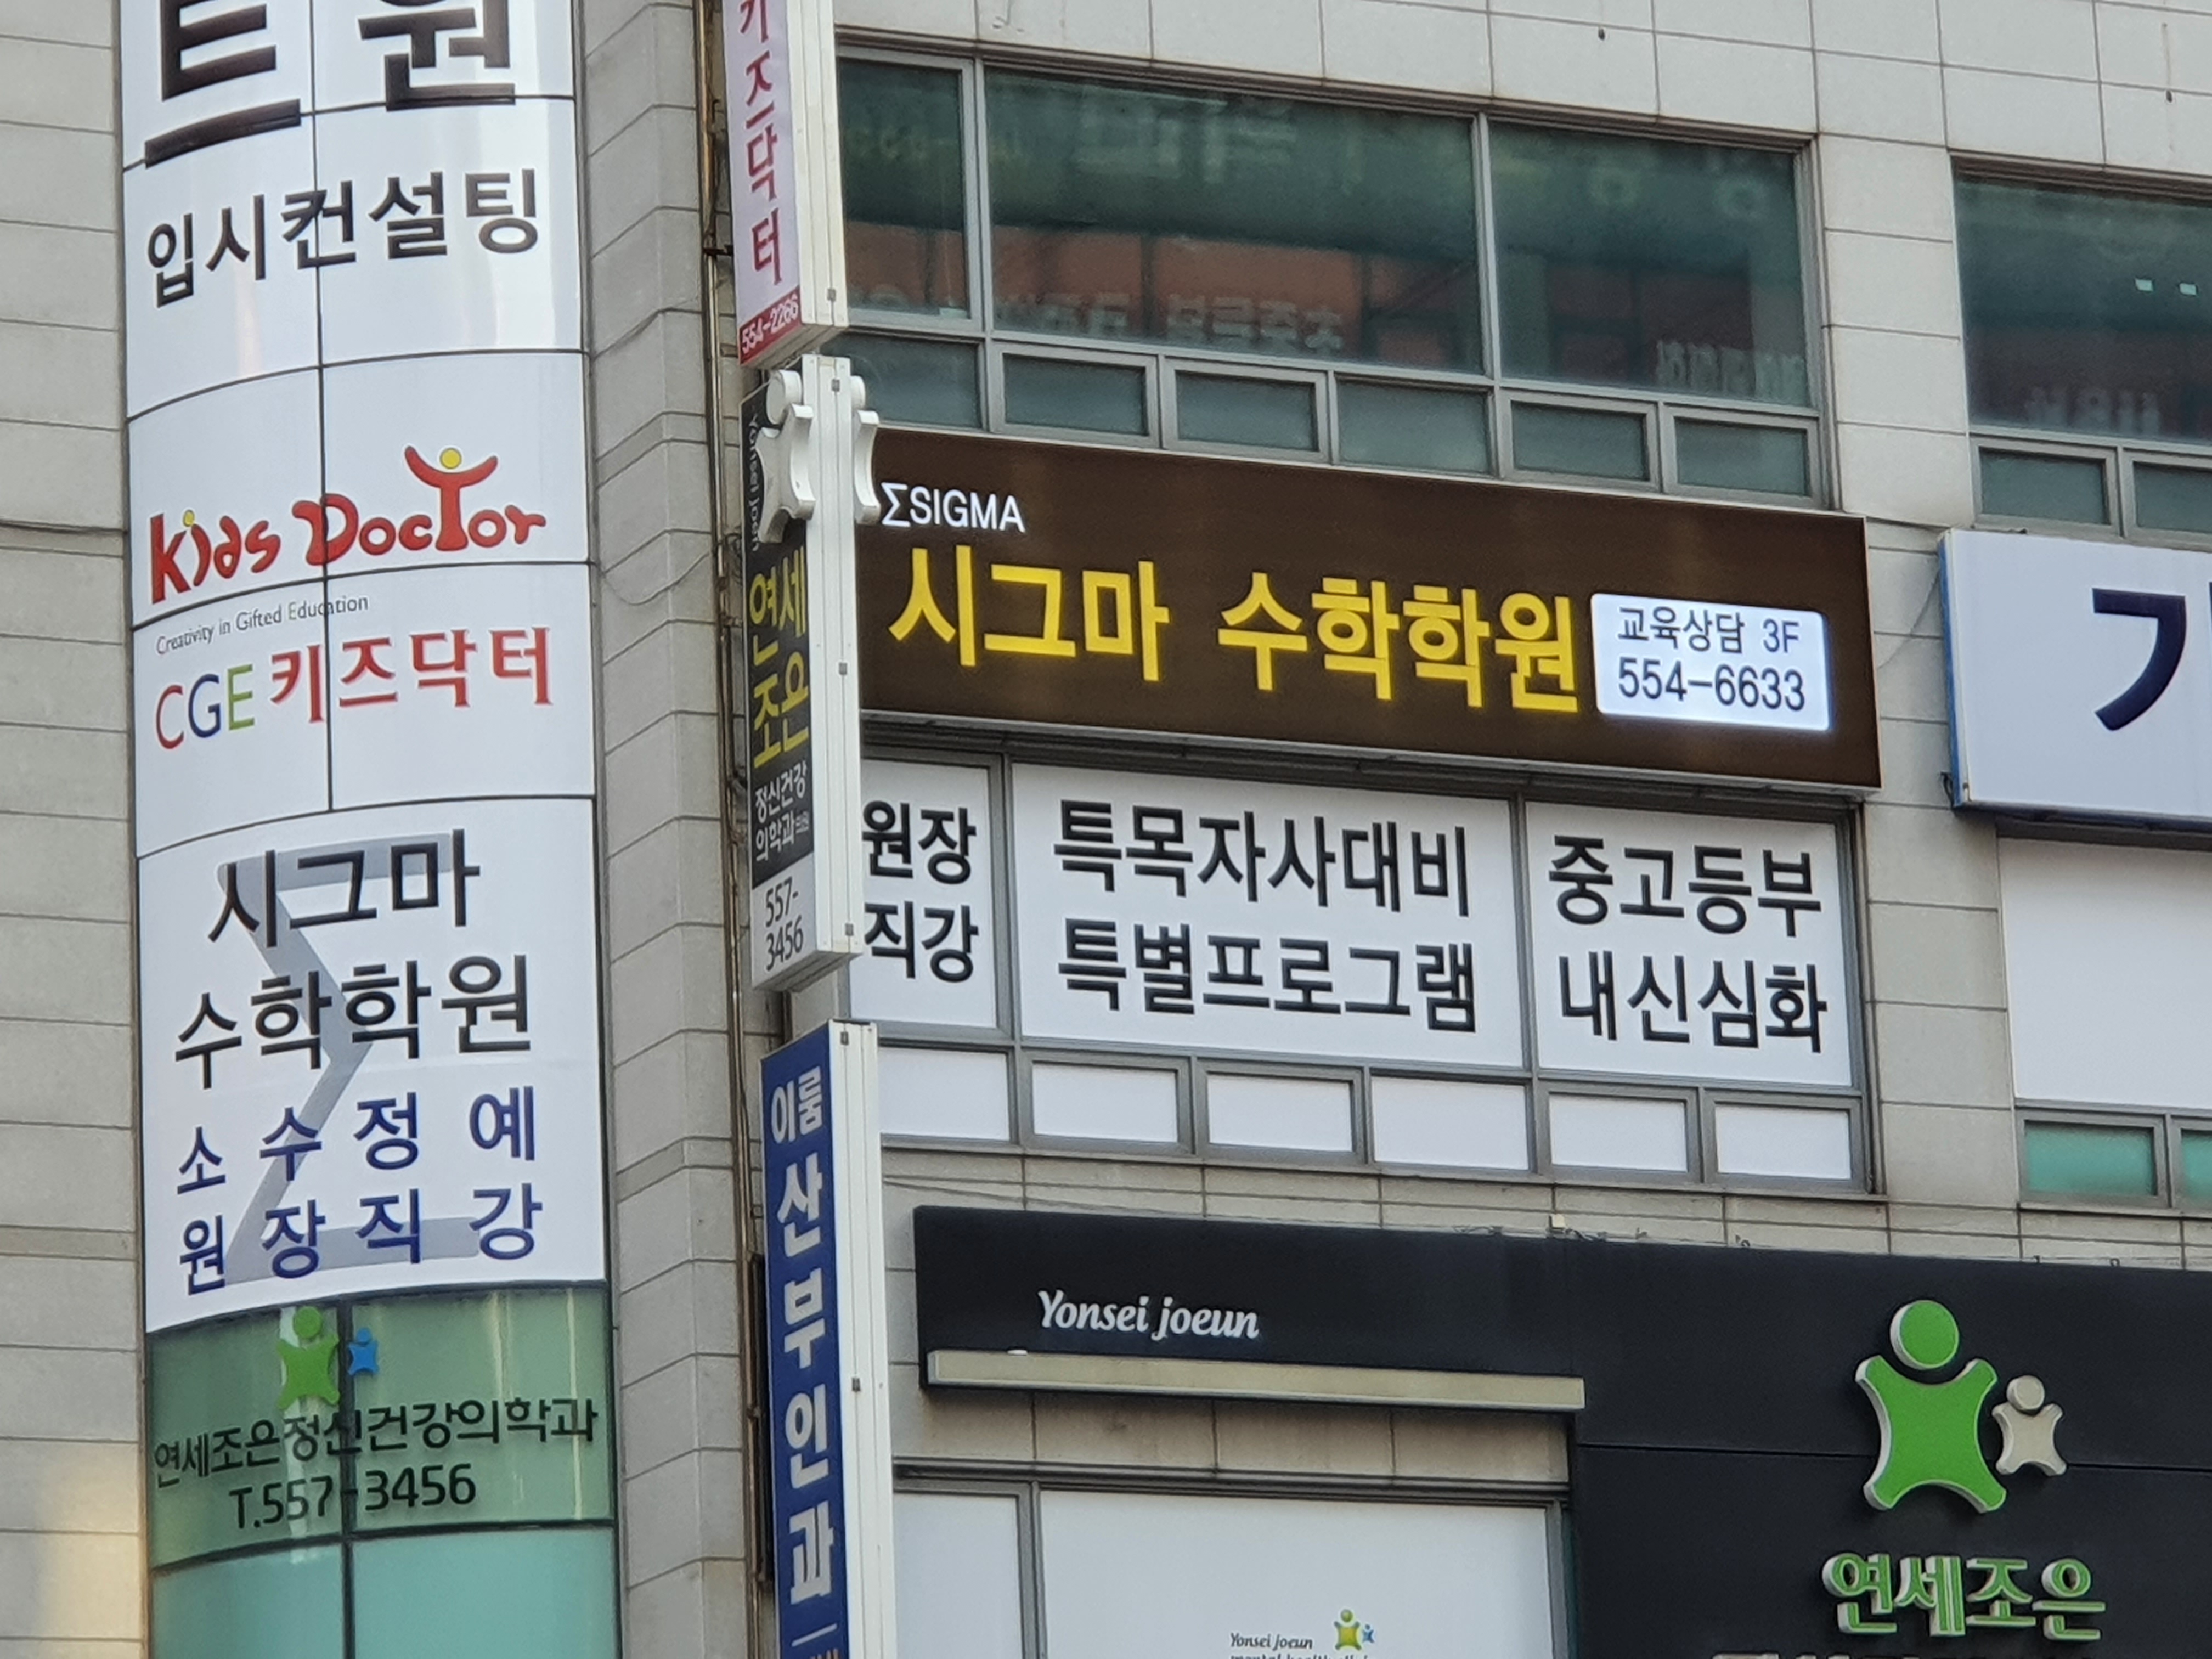 트원
입시컨설팅
Kids Doctor
Creativity in Gifted Education
CGE 키즈닥터
시그마
수학학원
소수정예
원장직강
연세조은정신건강의학과
T.557-3456
키즈닥터
554-2266
Yonsei joeun
연세
조은
정신건강
의학과의원
557-
3456
이룸
산부인과
ΣSIGMA
시그마 수학학원
교육상담 3F
554-6633
원장
직강
특목자사대비
특별프로그램
중고등부
내신심화
Yonsei joeun
연세조은
Yonsei joeun